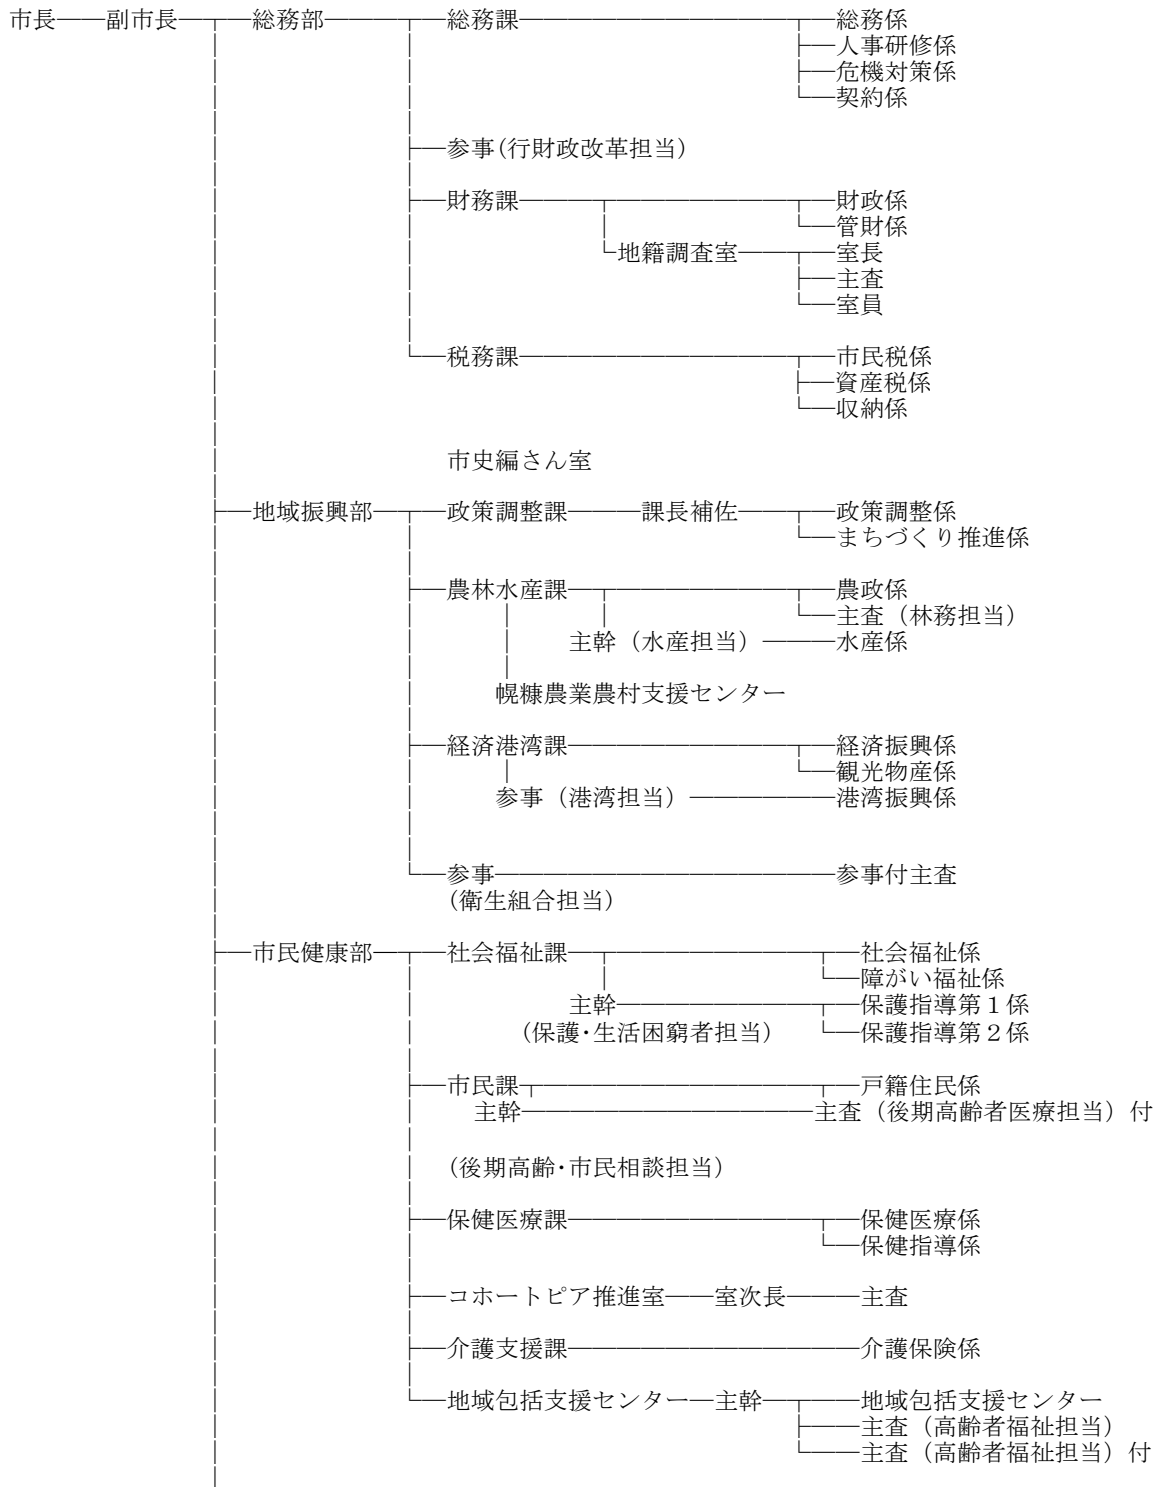 市長 副市長 総務部 総務課 総務係
人事研修係
危機対策係
契約係
参事(行財政改革担当)
財務課 財政係
管財係
地籍調査室 室長
主査
室員
税務課 市民税係
資産税係
収納係
市史編さん室
地域振興部 政策調整課 課長補佐 政策調整係
まちづくり推進係
農林水産課 農政係
主査(林務担当)
主幹(水産担当) 水産係
幌糠農業農村支援センター
経済港湾課 経済振興係
観光物産係
参事(港湾担当) 港湾振興係
参事 参事付主査
(衛生組合担当)
市民健康部 社会福祉課 社会福祉係
障がい福祉係
主幹 保護指導第1係
(保護・生活困窮者担当) 保護指導第2係
市民課 戸籍住民係
主幹 主査(後期高齢者医療担当)付
(後期高齢・市民相談担当)
保健医療課 保健医療係
保健指導係
コホートピア推進室 室次長 主査
介護支援課 介護保険係
地域包括支援センター 主幹 地域包括支援センター
主査(高齢者福祉担当)
主査(高齢者福祉担当)付